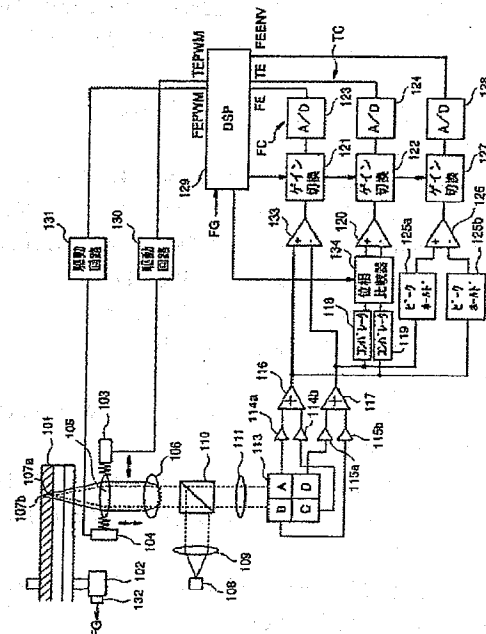 FG
132
102
107b
107a
101
104
105
103
106
131
駆動
回路
130
駆動
回路
108
109
110
111
113
B
A
C
D
114a
114b
115a
115b
116
117
118
コンパレータ
コンパレータ
119
134
位相
比較器
125a
ピーク
ホールド
125b
ピーク
ホールド
133
120
126
129
DSP
FG
FEPWM
TEPWM
ゲイン
切換
121
ゲイン
切換
122
ゲイン
切換
127
FC
A/D
123
A/D
124
A/D
128
FE
TE
TC
FEENV